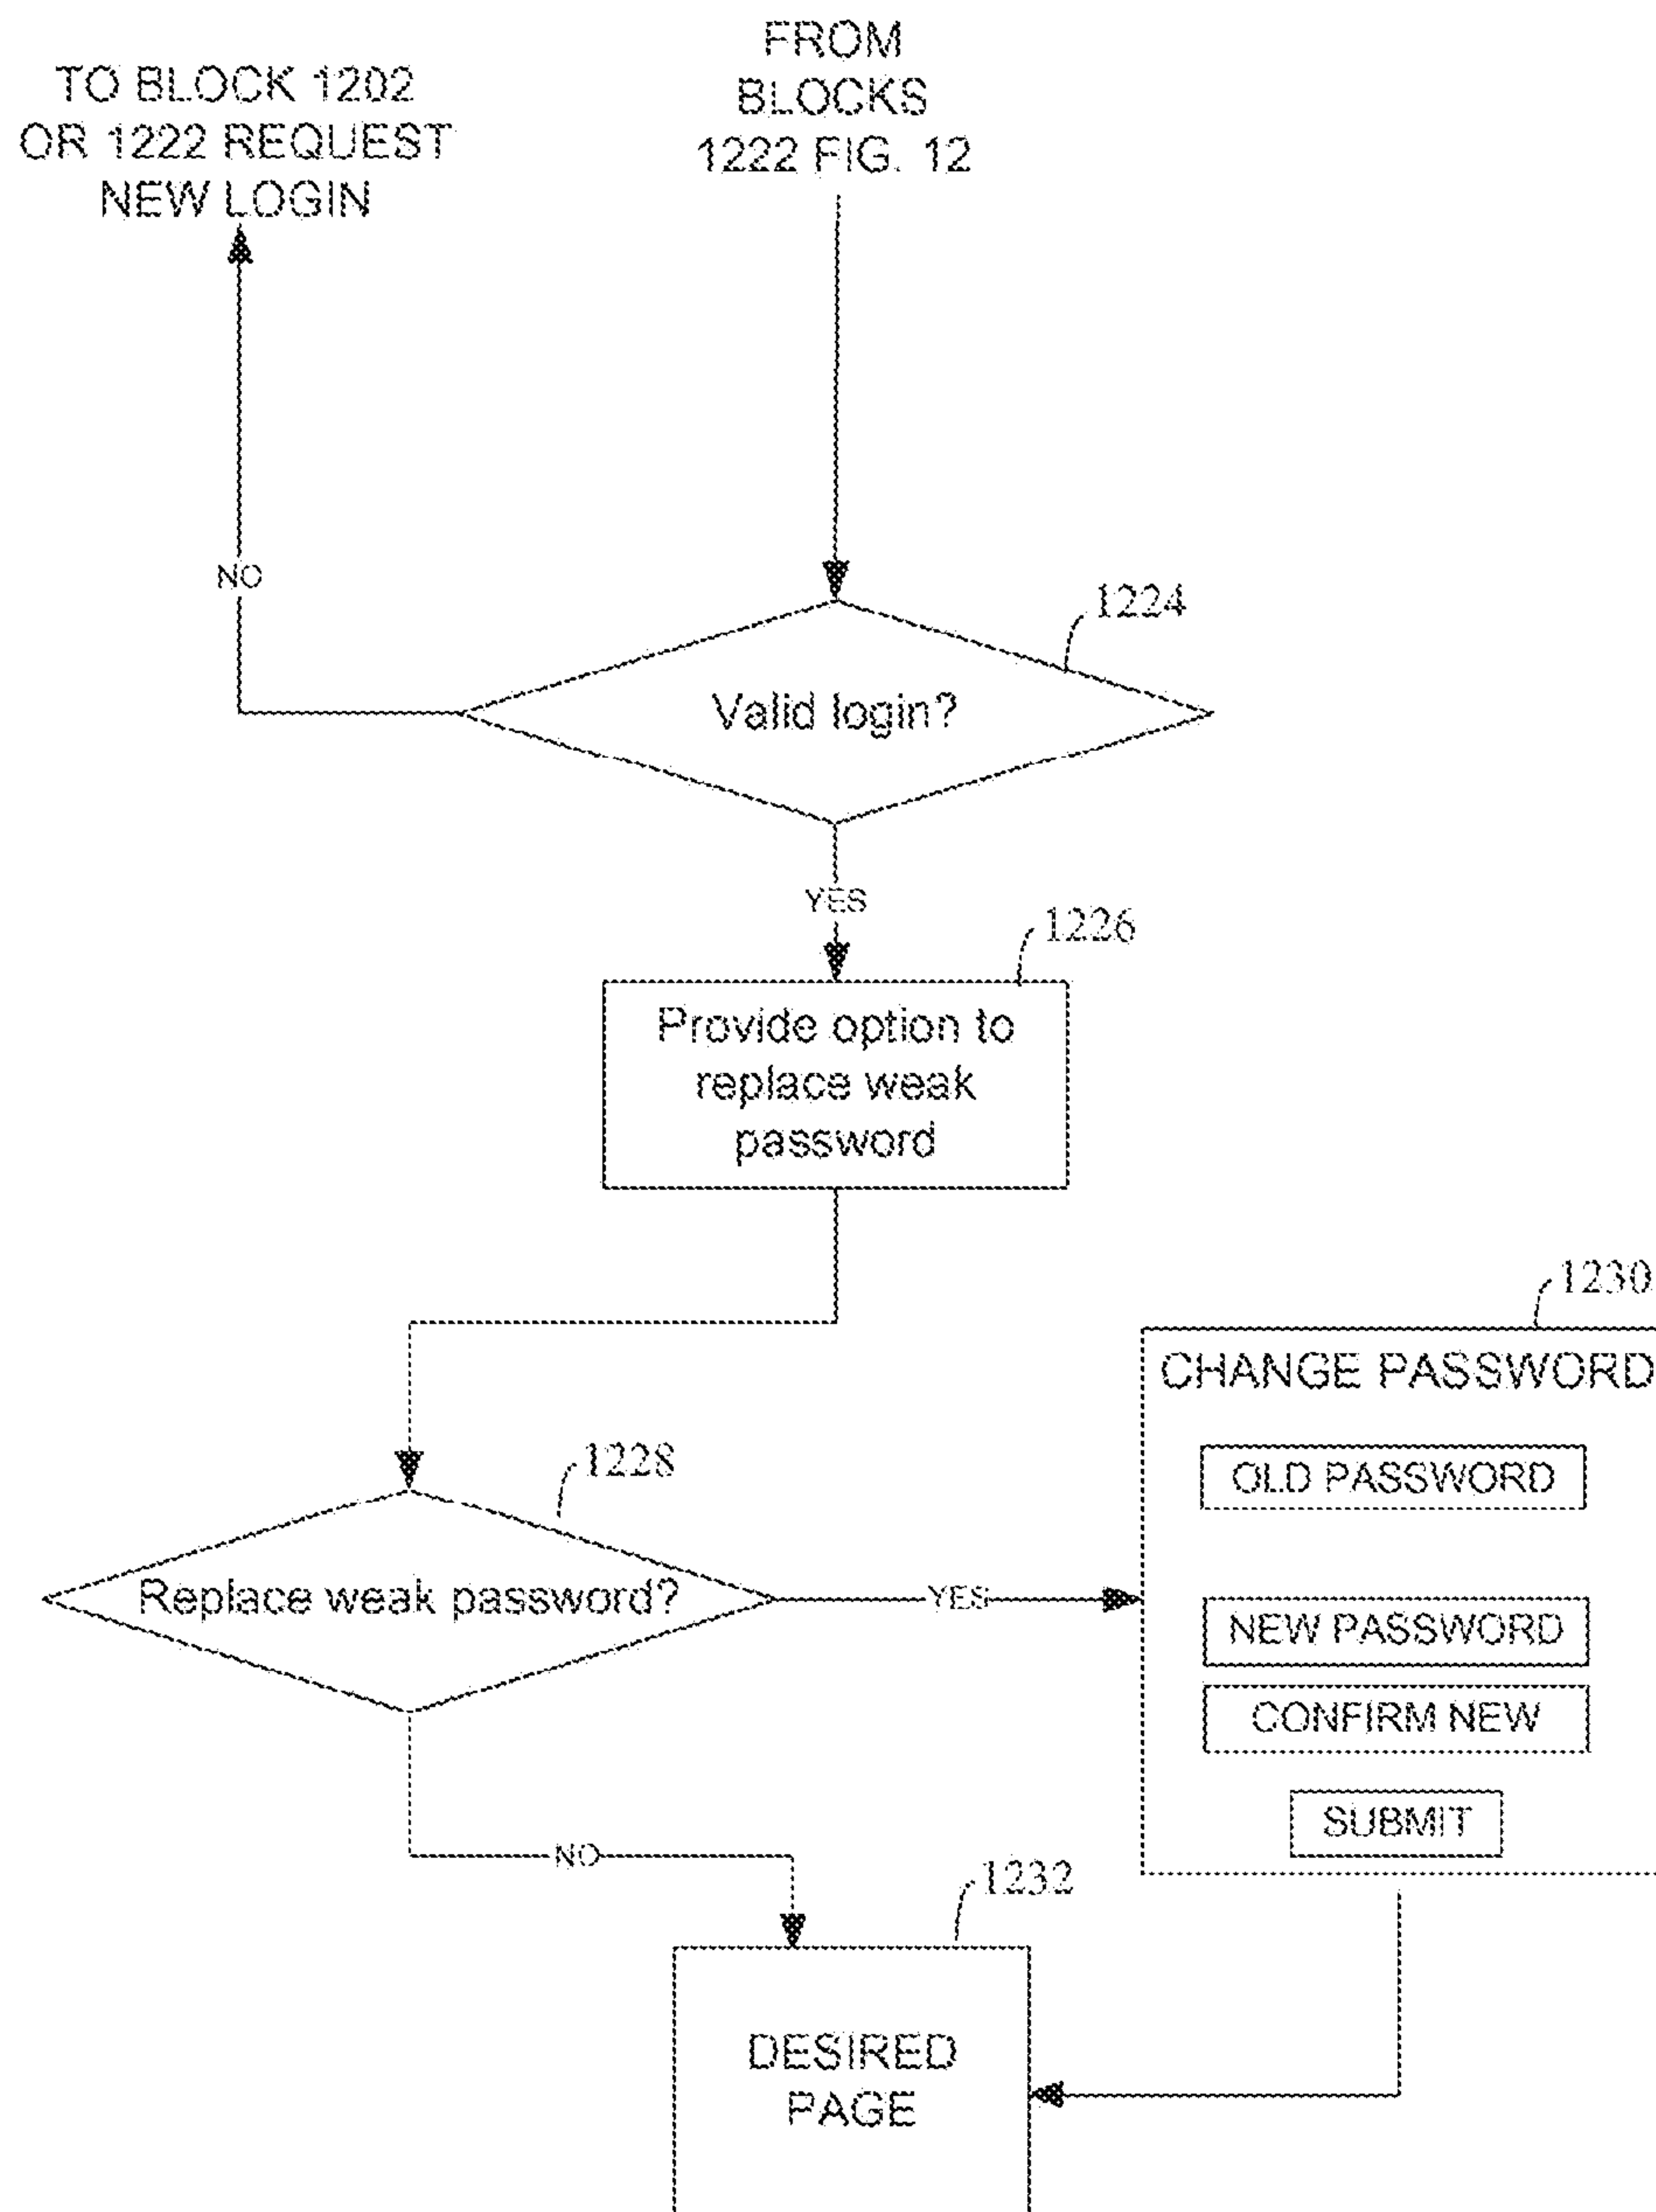 TO BLOCK 1202
OR 1222 REQUEST
NEW LOGIN
FROM
BLOCKS
1222 FIG. 12
NO
1224
Valid login?
YES
1226
Provide option to
replace weak
password
1230
CHANGE PASSWORD
OLD PASSWORD
1228
Replace weak password?
YES
NEW PASSWORD
CONFIRM NEW
SUBMIT
NO
1232
DESIRED
PAGE